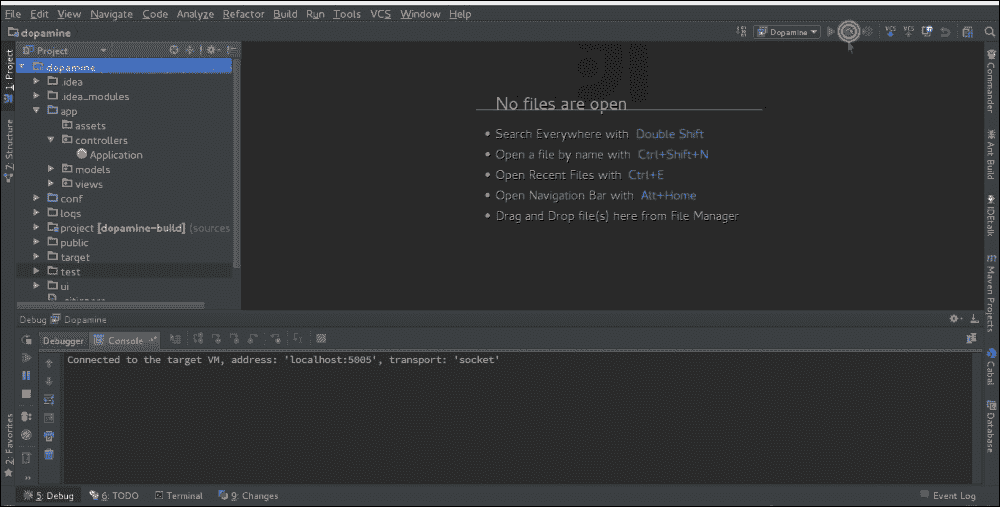 File Edit View Navigate Code Analyze Refactor Build Run Tools VCS Window Help
dopamine
Dopamine
VCS VCS
Project
dopamine
.idea
.idea_modules
app
assets
controllers
Application
models
views
conf
logs
project [dopamine-build] (sources
public
target
test
ui
.gitignore
1: Project
7: Structure
2: Favorites
No files are open
• Search Everywhere with Double Shift
• Open a file by name with Ctrl+Shift+N
• Open Recent Files with Ctrl+E
• Open Navigation Bar with Alt+Home
• Drag and Drop file(s) here from File Manager
Commander
Ant Build
IDEtalk
Maven Projects
Cabal
Database
Debug Dopamine
Debugger Console
Connected to the target VM, address: 'localhost:5005', transport: 'socket'
5: Debug 6: TODO Terminal 9: Changes Event Log